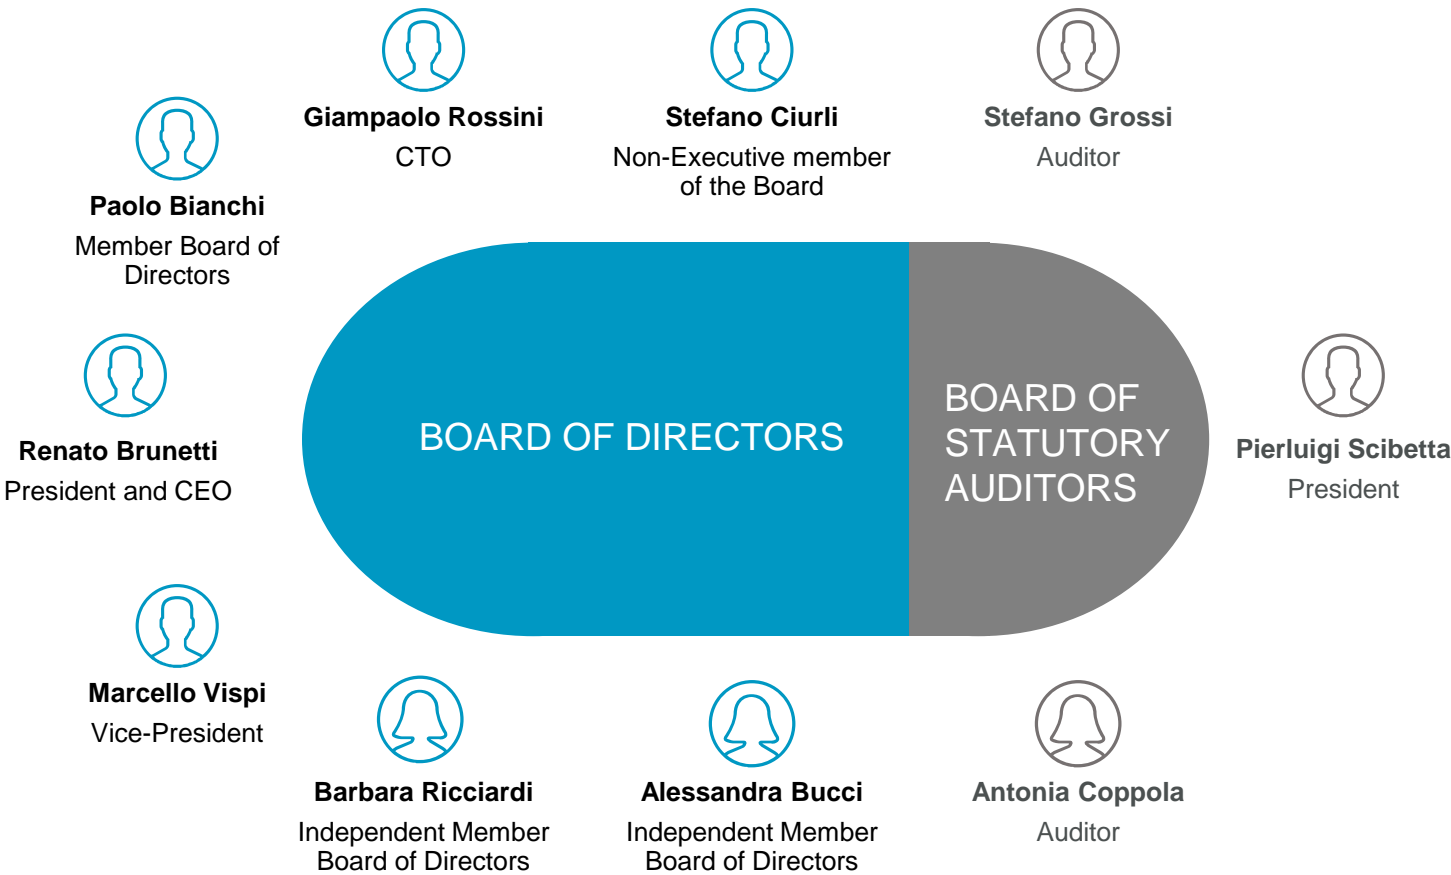 Giampaolo Rossini
CTO
Stefano Ciurli
Non-Executive member
of the Board
Stefano Grossi
Auditor
Paolo Bianchi
Member Board of
Directors
Renato Brunetti
President and CEO
BOARD OF DIRECTORS
BOARD OF
STATUTORY
AUDITORS
Pierluigi Scibetta
President
Marcello Vispi
Vice-President
Barbara Ricciardi
Independent Member
Board of Directors
Alessandra Bucci
Independent Member
Board of Directors
Antonia Coppola
Auditor